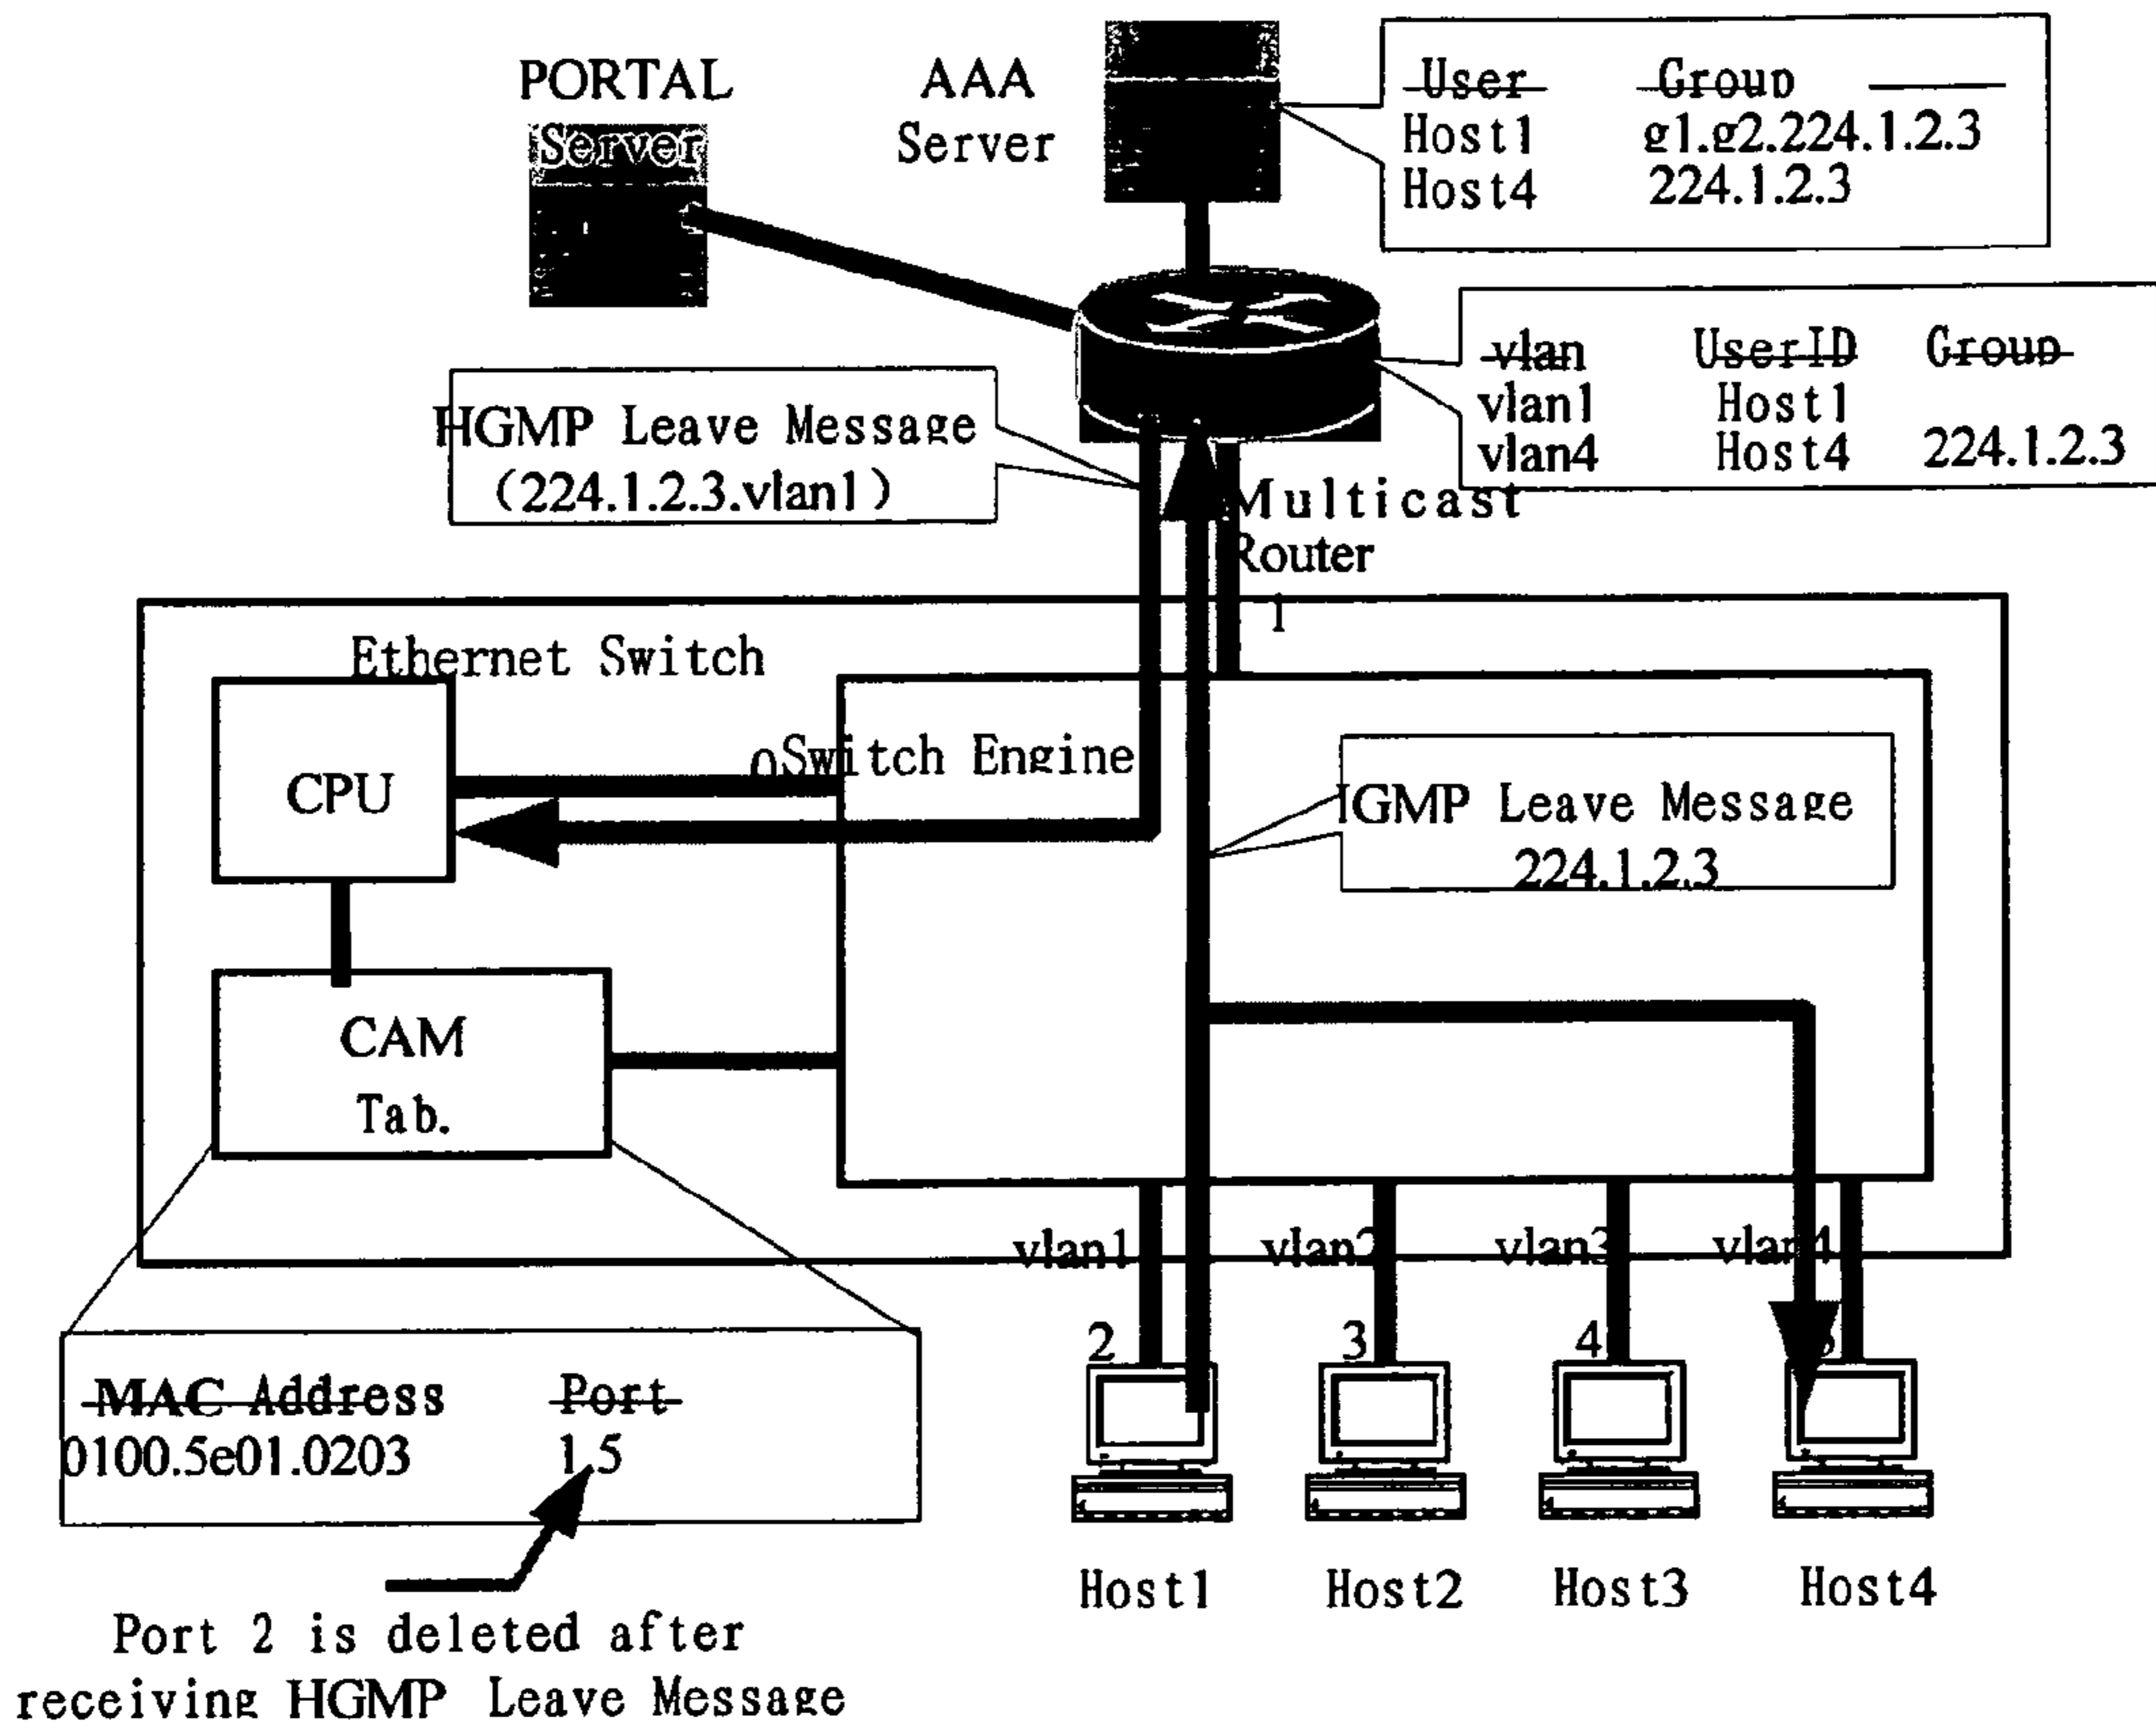 PORTAL
Server
AAA
Server
User Group
Host1 g1.g2.224.1.2.3
Host4 224.1.2.3
vlan UserID Group
vlan1 Host1
vlan4 Host4 224.1.2.3
HGMP Leave Message
(224.1.2.3.vlan1)
Multicast
Router
1
Ethernet Switch
CPU
Switch Engine
IGMP Leave Message
224.1.2.3
CAM
Tab.
vlan1 vlan2 vlan3 vlan4
2 3 4
MAC Address Port
0100.5e01.0203 1.5
Host1 Host2 Host3 Host4
Port 2 is deleted after
receiving HGMP Leave Message